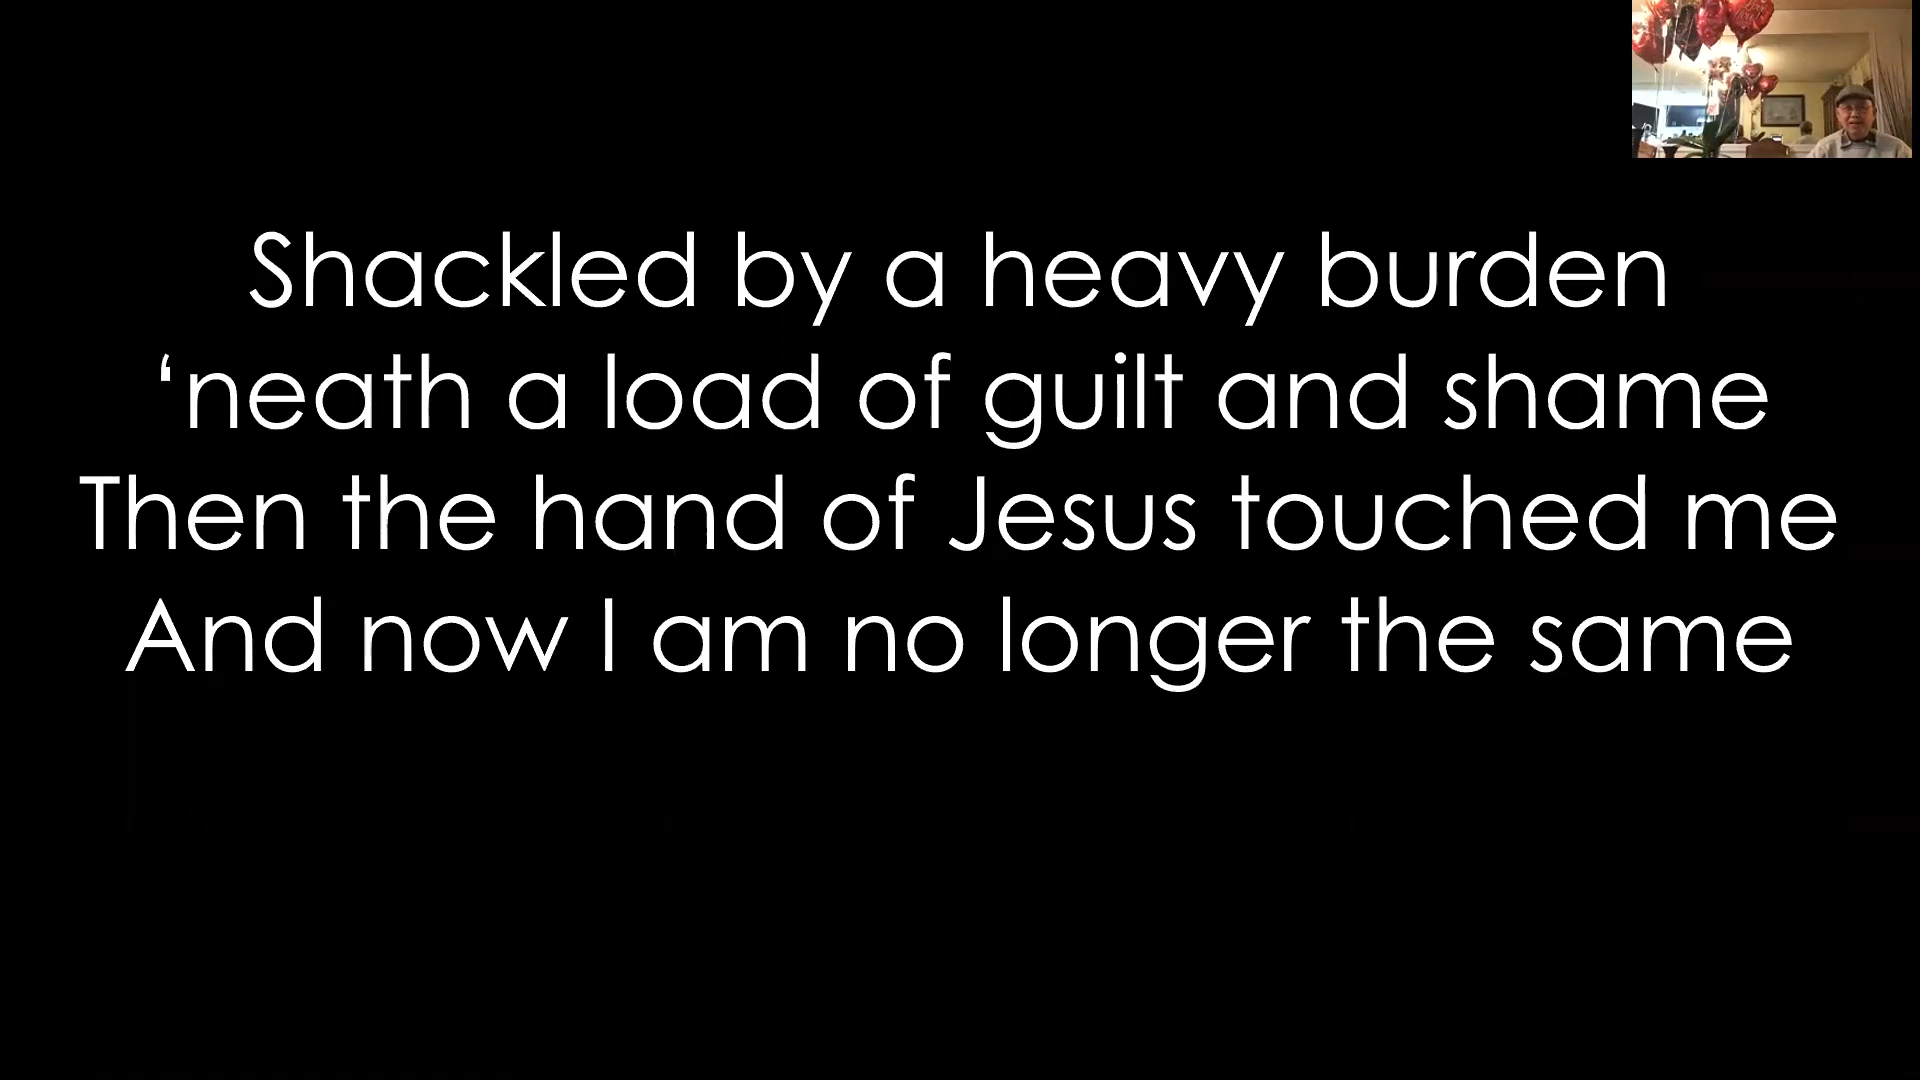 Shackled by a heavy burden
‘neath a load of guilt and shame
Then the hand of Jesus touched me
And now I am no longer the same